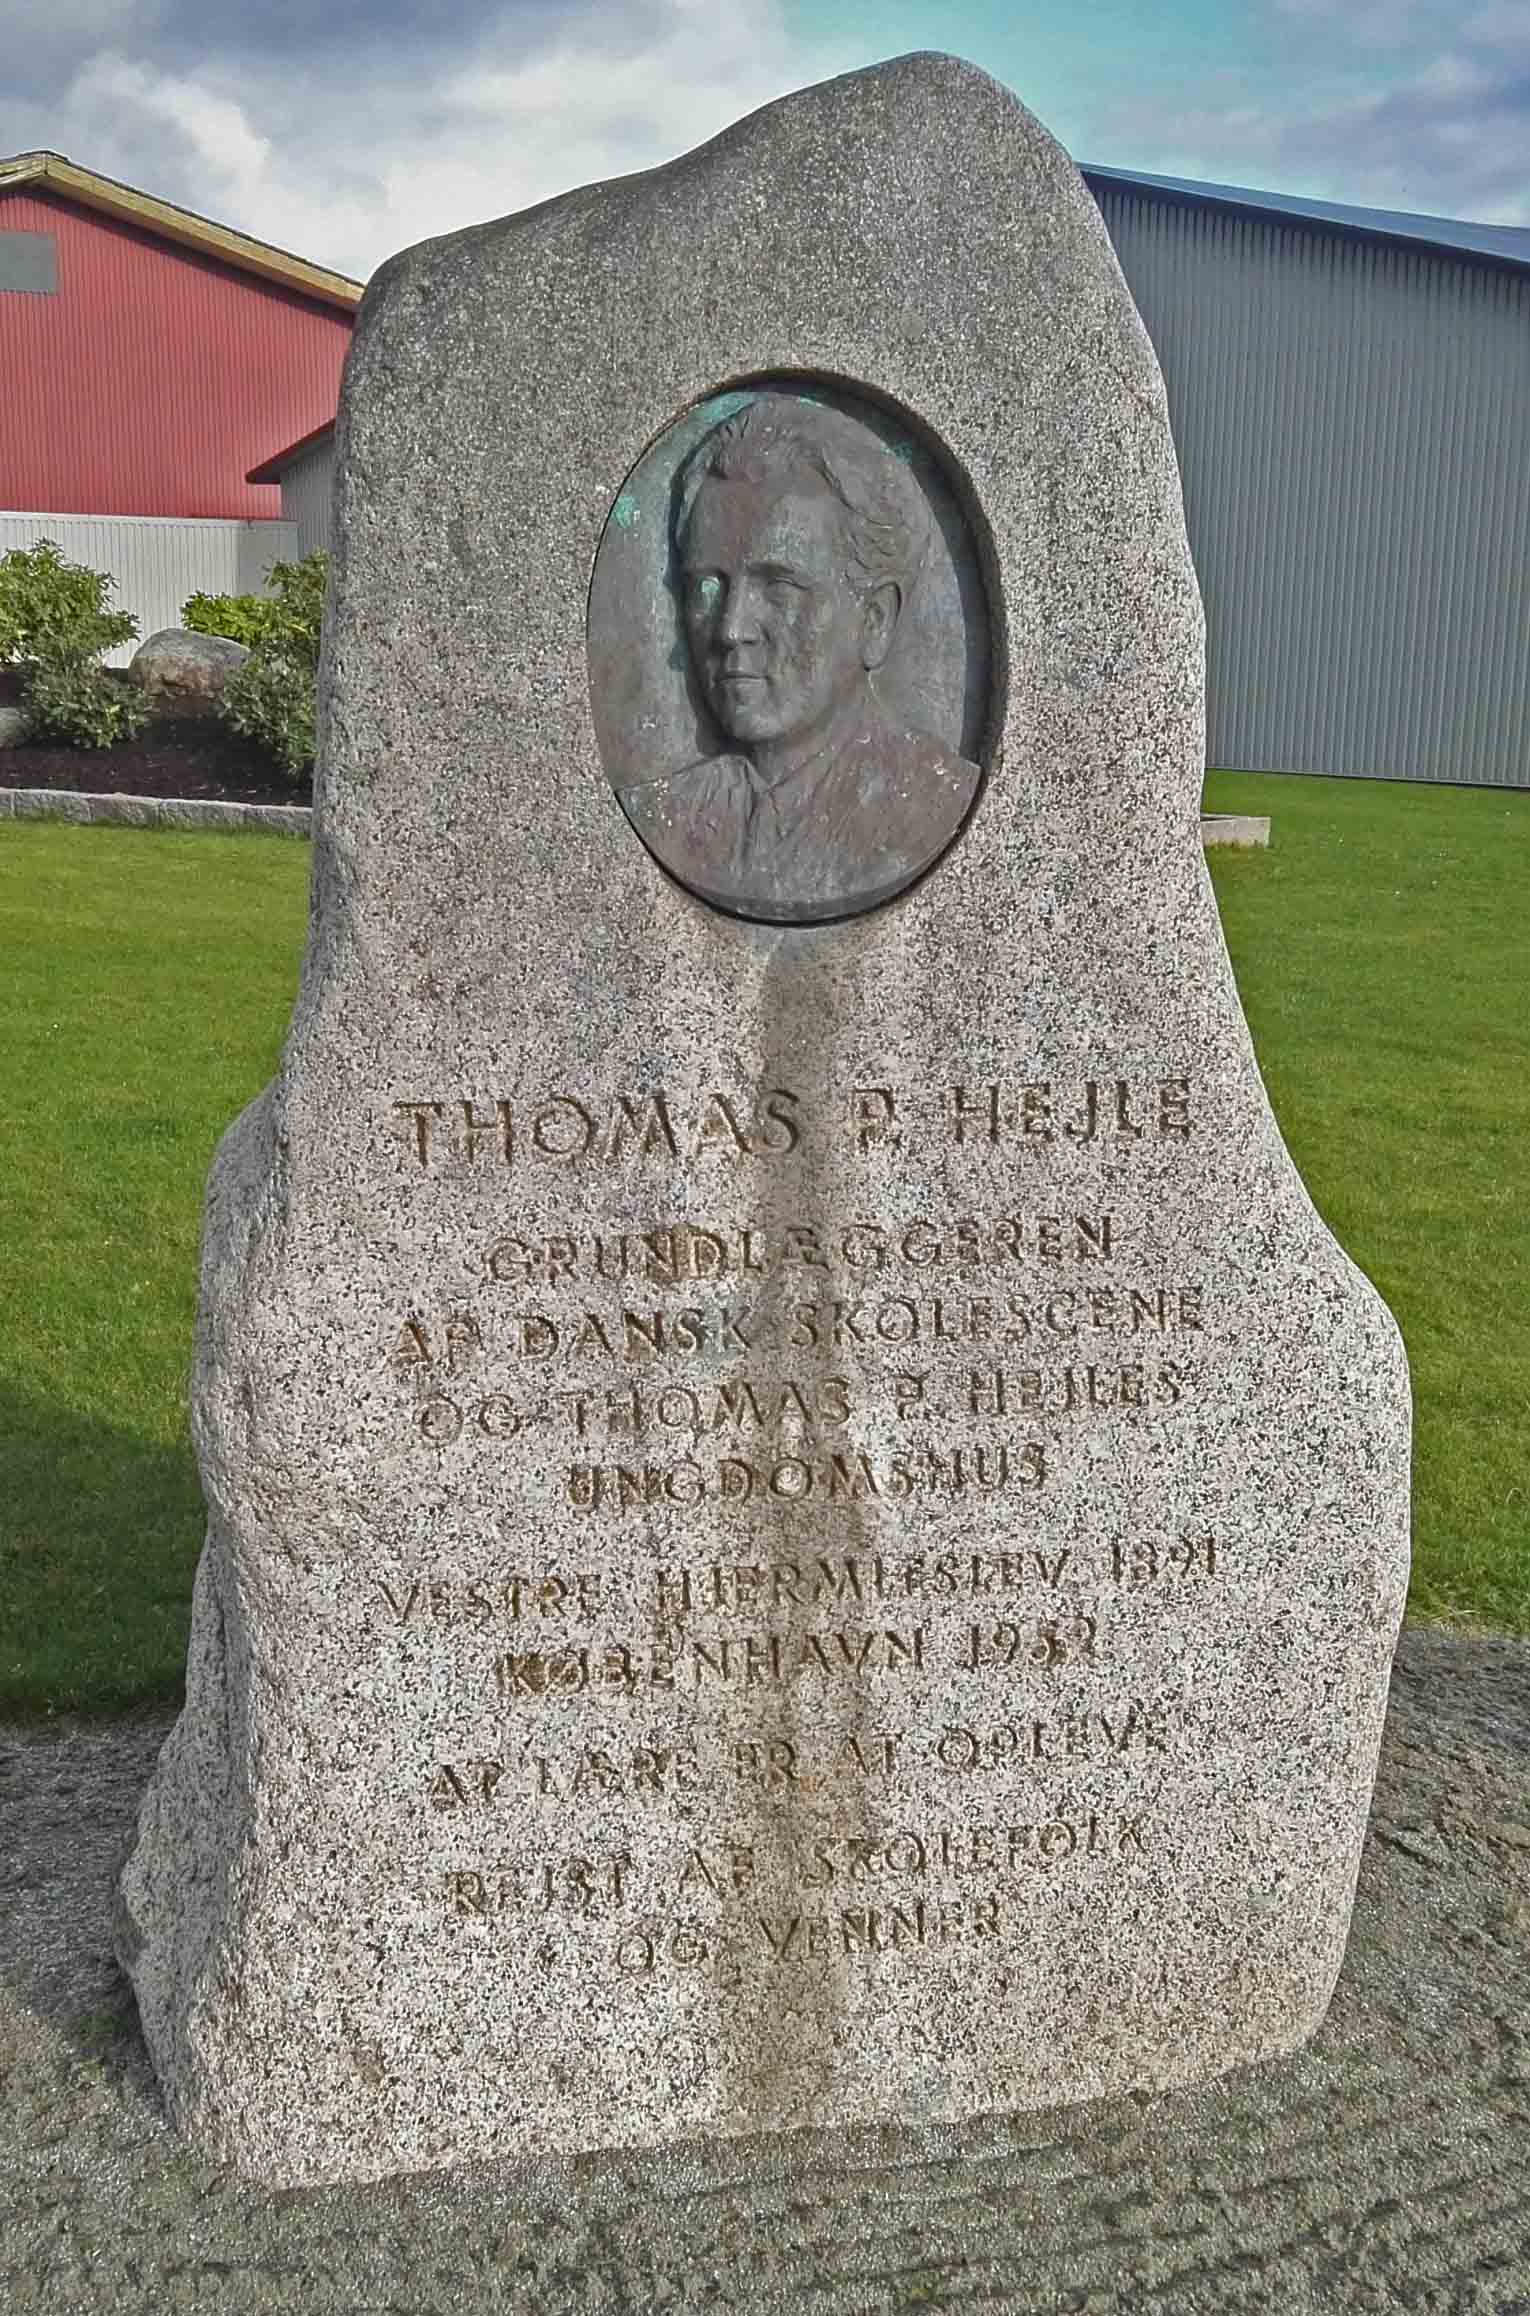 THOMAS P. HEJLE
GRUNDLÆGGEREN
AF DANSK SKOLESCENE
OG THOMAS P. HEJLES
UNGDOMSHUS
VESTRE HJERMITSLEV 1891
KØBENHAVN 1952
AT LÆRE ER AT OPLEVE
REJST AF SKOLEFOLK
OG VENNER